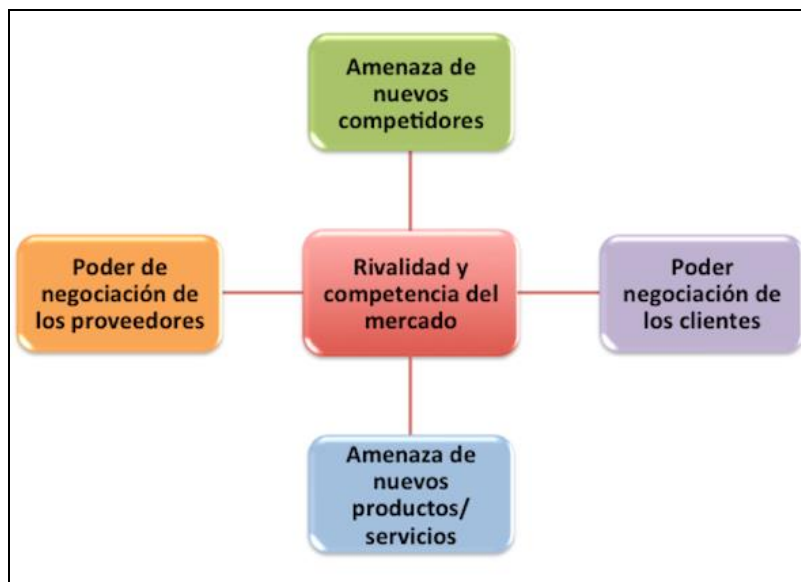 Amenaza de
nuevos
competidores
Poder de
negociación de
los proveedores
Rivalidad y
competencia del
mercado
Poder
negociación de
los clientes
Amenaza de
nuevos
productos/
servicios